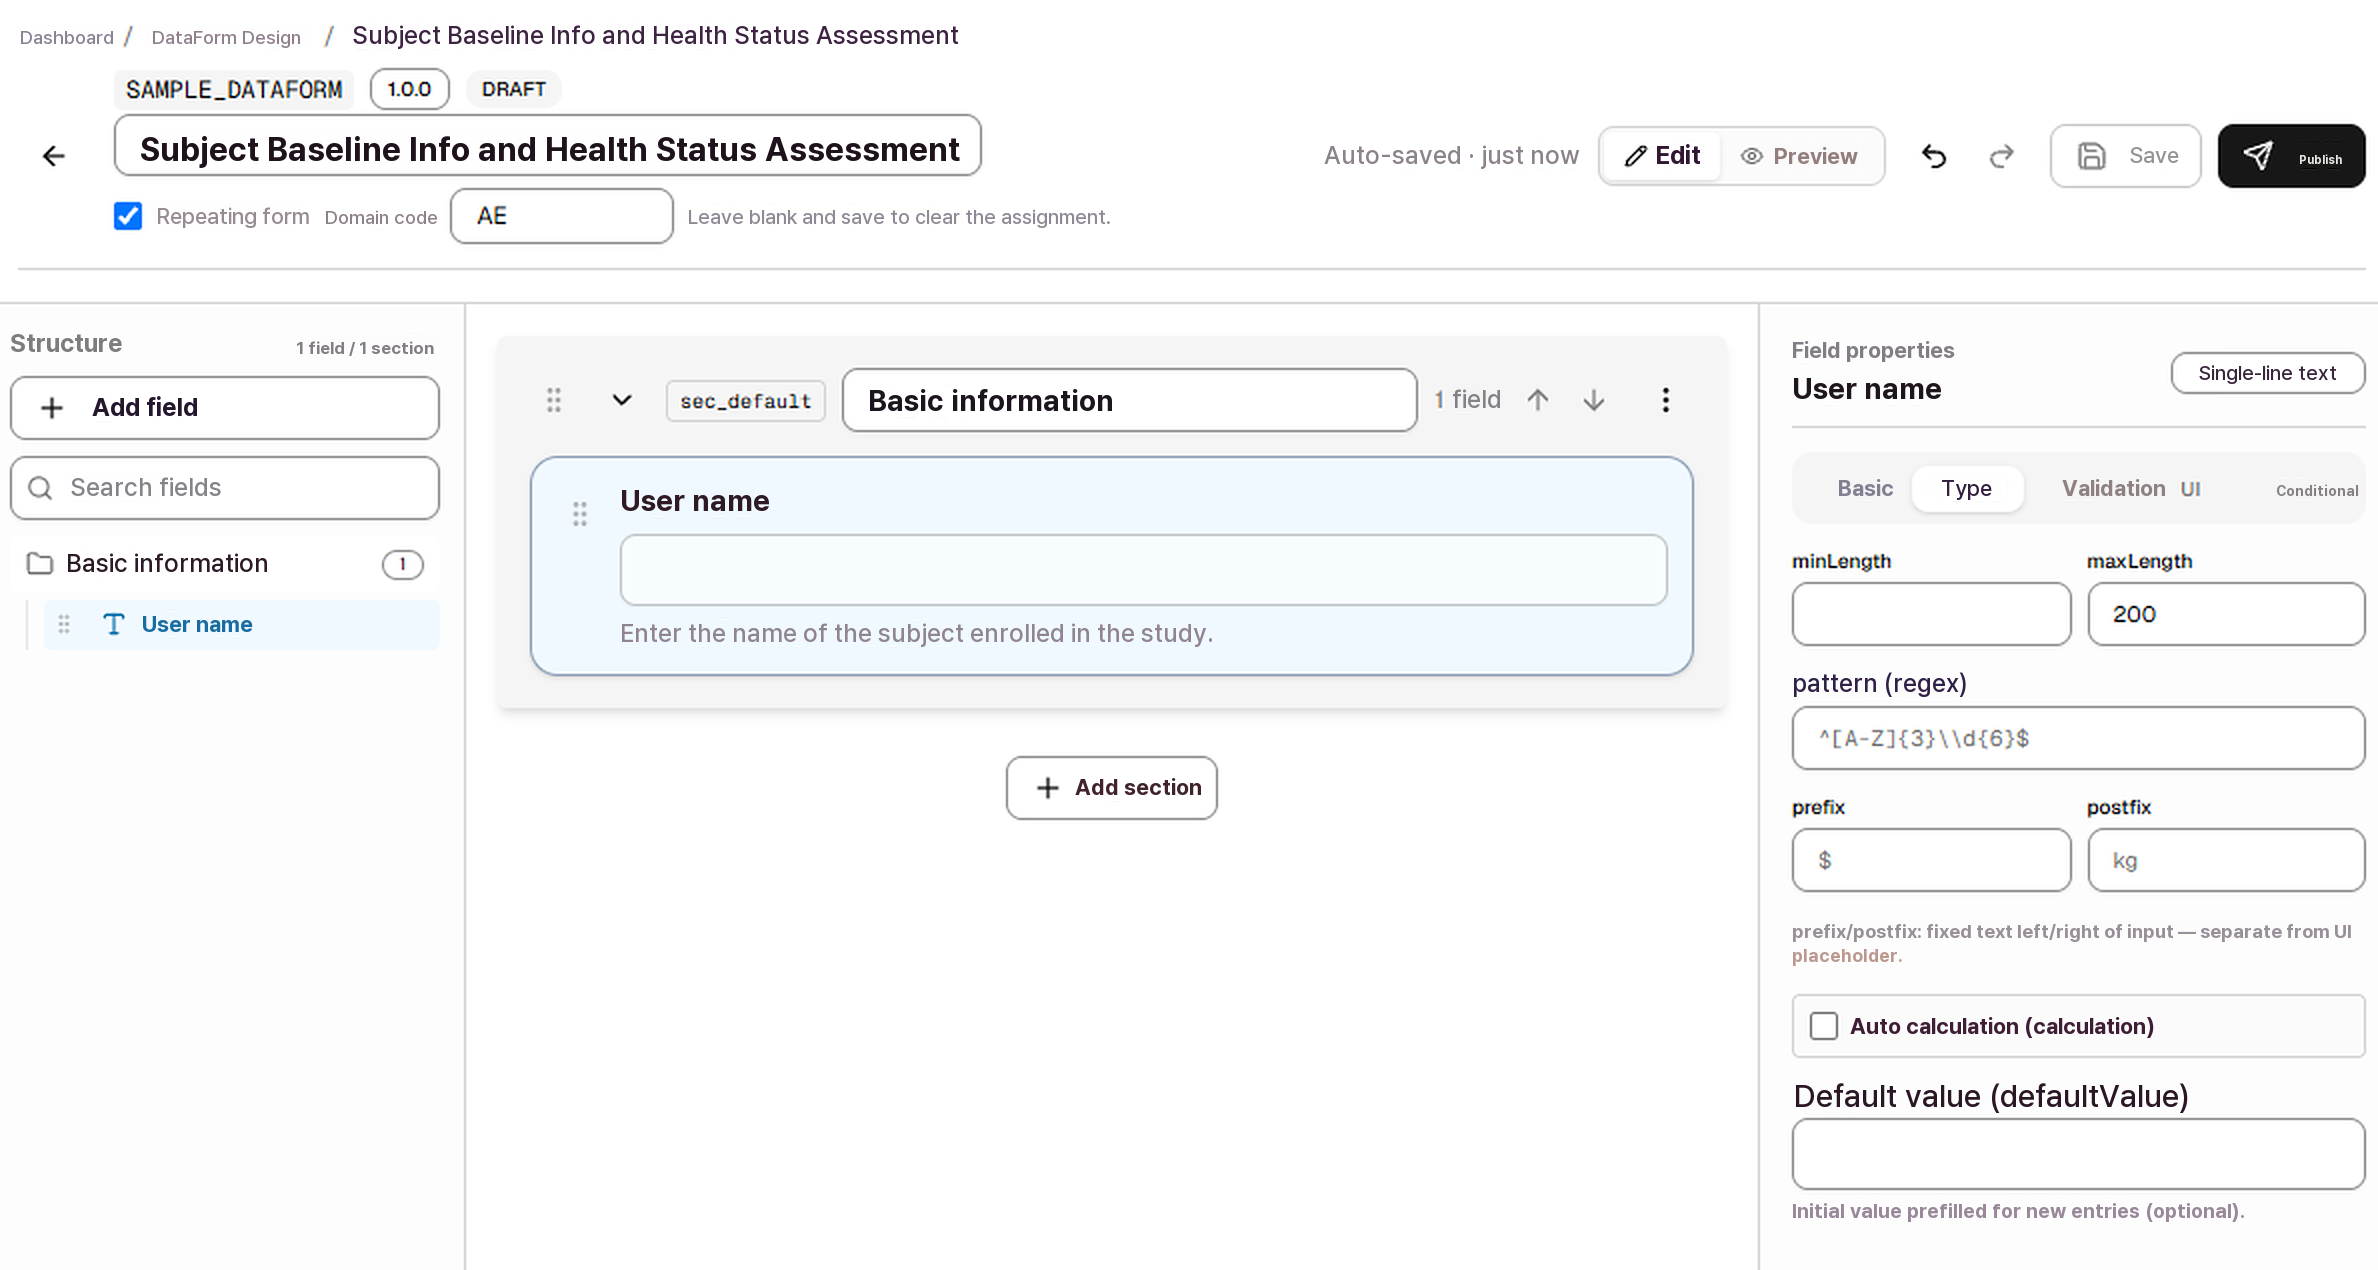 Dashboard / DataForm Design / Subject Baseline Info and Health Status Assessment
SAMPLE_DATAFORM 1.0.0 DRAFT
Subject Baseline Info and Health Status Assessment
Auto-saved · just now Edit Preview Save Publish
Repeating form Domain code AE Leave blank and save to clear the assignment.
Structure 1 field / 1 section
Add field
Search fields
Basic information 1
User name
sec_default Basic information 1 field
User name
Enter the name of the subject enrolled in the study.
Add section
Field properties
User name Single-line text
Basic Type Validation UI Conditional
minLength maxLength
200
pattern (regex)
^[A-Z]{3}\\d{6}$
prefix postfix
$ kg
prefix/postfix: fixed text left/right of input — separate from UI
placeholder.
Auto calculation (calculation)
Default value (defaultValue)
Initial value prefilled for new entries (optional).